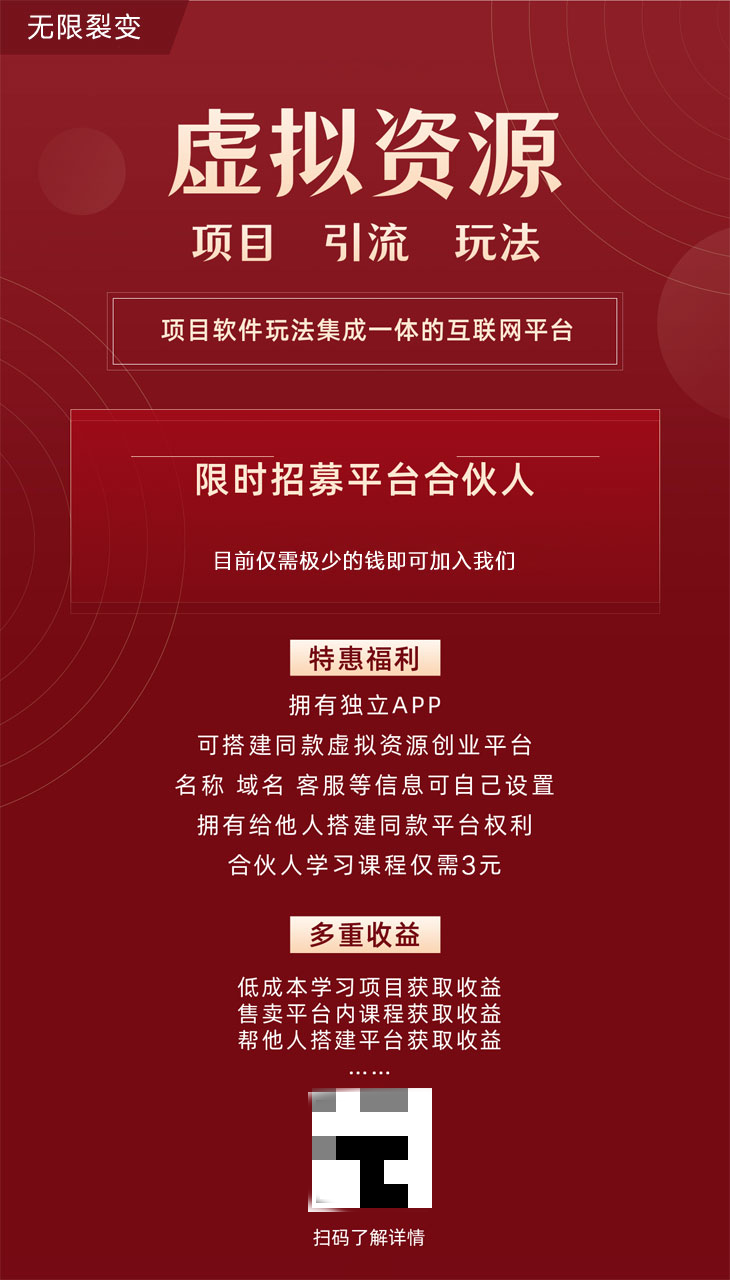 无限裂变
虚拟资源
项目 引流 玩法
项目软件玩法集成一体的互联网平台
限时招募平台合伙人
目前仅需极少的钱即可加入我们
特惠福利
拥有独立APP
可搭建同款虚拟资源创业平台
名称 域名 客服等信息可自己设置
拥有给他人搭建同款平台权利
合伙人学习课程仅需3元
多重收益
低成本学习项目获取收益
售卖平台内课程获取收益
帮他人搭建平台获取收益
……
扫码了解详情